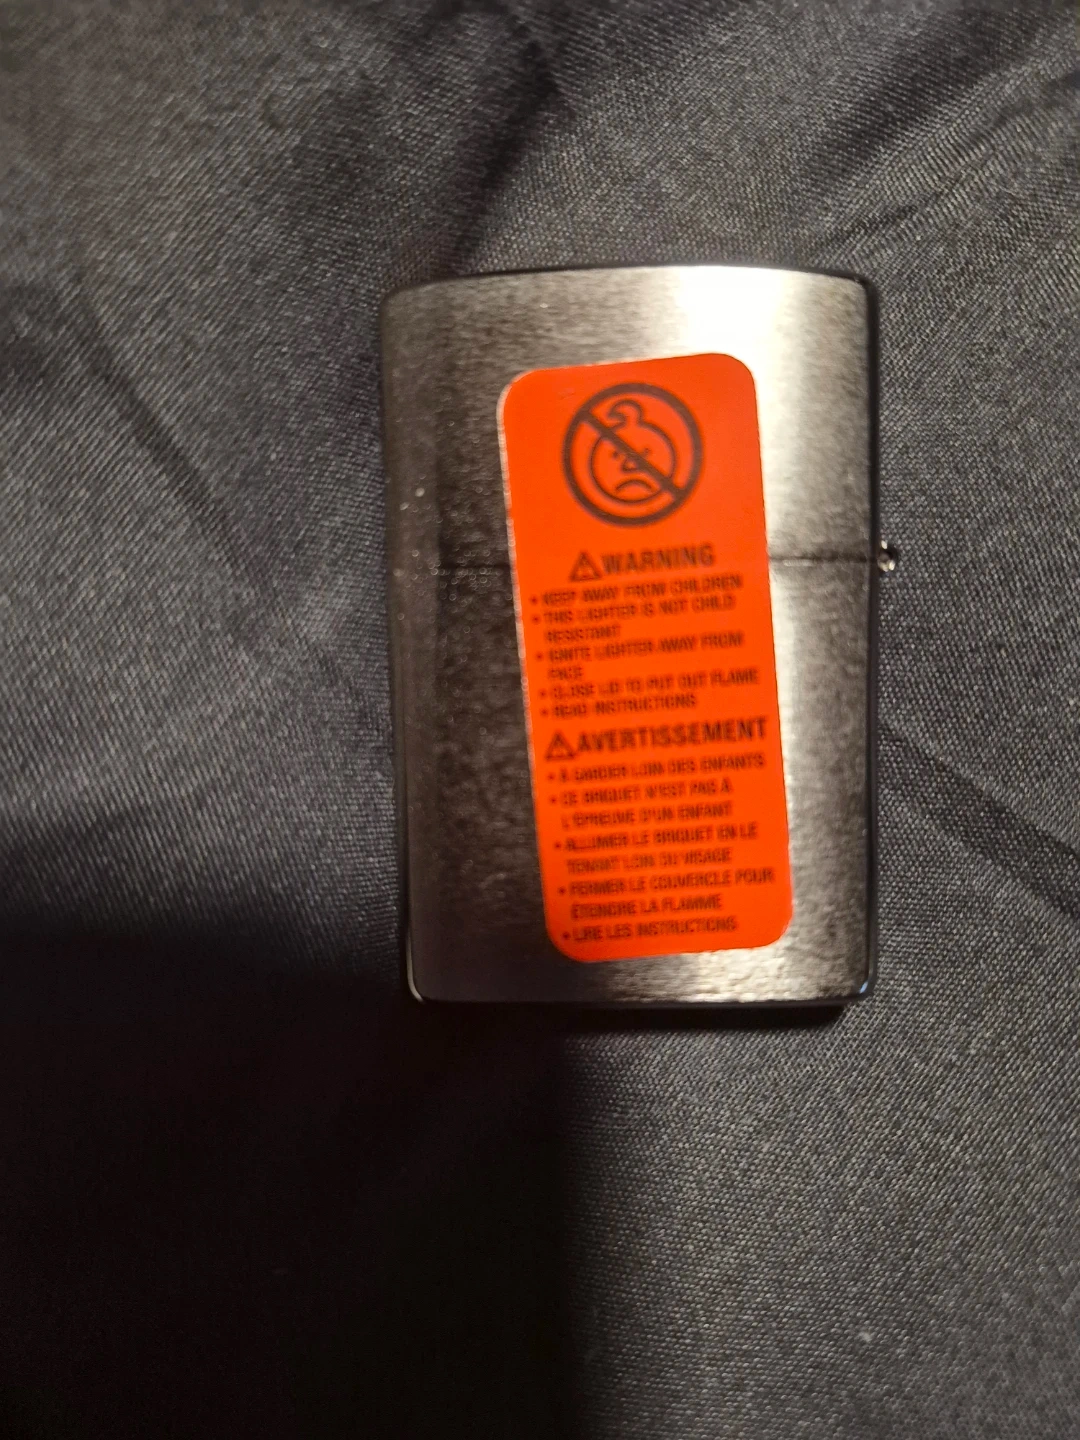 ⚠WARNING
• KEEP AWAY FROM CHILDREN
• THIS LIGHTER IS NOT CHILD
RESISTANT
• IGNITE LIGHTER AWAY FROM
FACE
• CLOSE LID TO PUT OUT FLAME
• READ INSTRUCTIONS
⚠AVERTISSEMENT
• À GARDER LOIN DES ENFANTS
• CE BRIQUET N'EST PAS À
L'ÉPREUVE D'UN ENFANT
• ALLUMER LE BRIQUET EN LE
TENANT LOIN DU VISAGE
• FERMER LE COUVERCLE POUR
ÉTEINDRE LA FLAMME
• LIRE LES INSTRUCTIONS